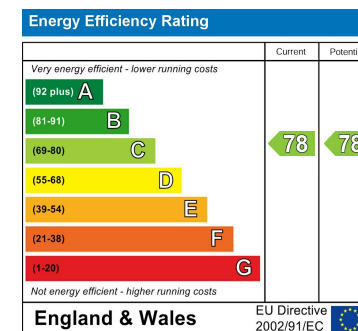 Energy Efficiency Rating
Current Potenti
Very energy efficient - lower running costs
(92 plus) A
(81-91) B
(69-80) C
78 78
(55-68) D
(39-54) E
(21-38) F
(1-20) G
Not energy efficient - higher running costs
England & Wales
EU Directive
2002/91/EC